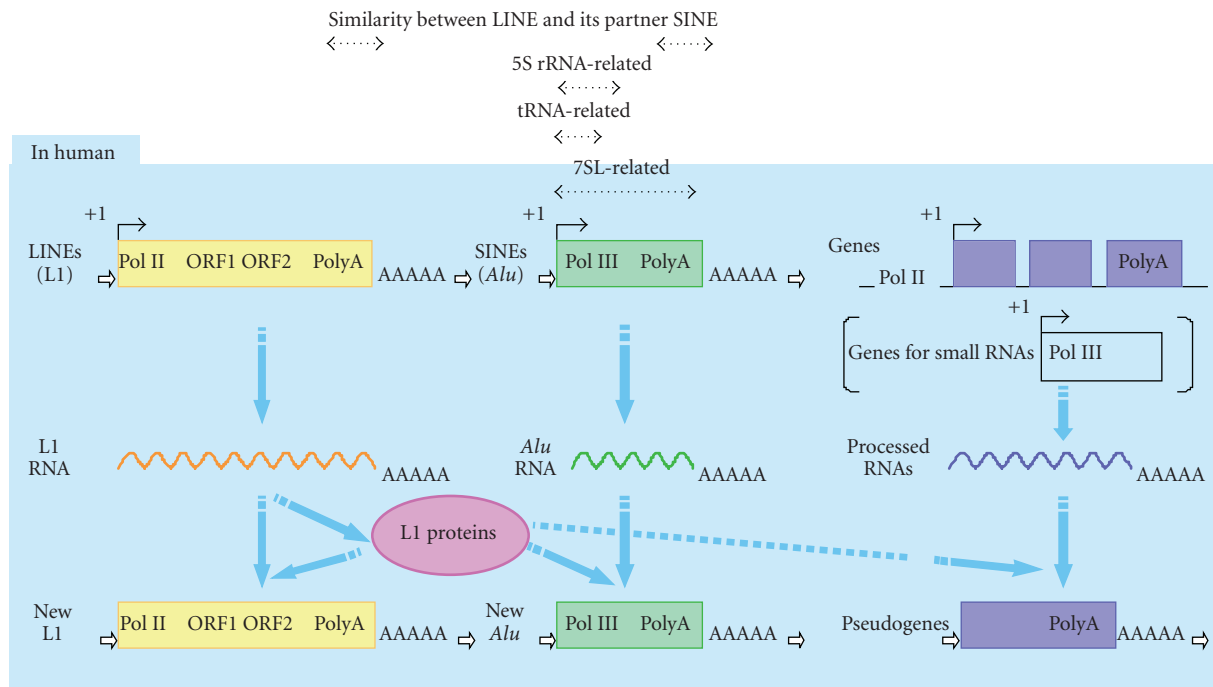 Similarity between LINE and its partner SINE
5S rRNA-related
tRNA-related
In human
7SL-related
+1
+1
+1
LINEs
(L1)
Pol II ORF1 ORF2 PolyA
AAAAA
SINEs
(Alu)
Pol III PolyA
AAAAA
Genes
Pol II
PolyA
+1
Genes for small RNAs
Pol III
L1
RNA
AAAAA
Alu
RNA
AAAAA
Processed
RNAs
AAAAA
L1 proteins
New
L1
Pol II ORF1 ORF2 PolyA
AAAAA
New
Alu
Pol III PolyA
AAAAA
Pseudogenes
PolyA
AAAAA